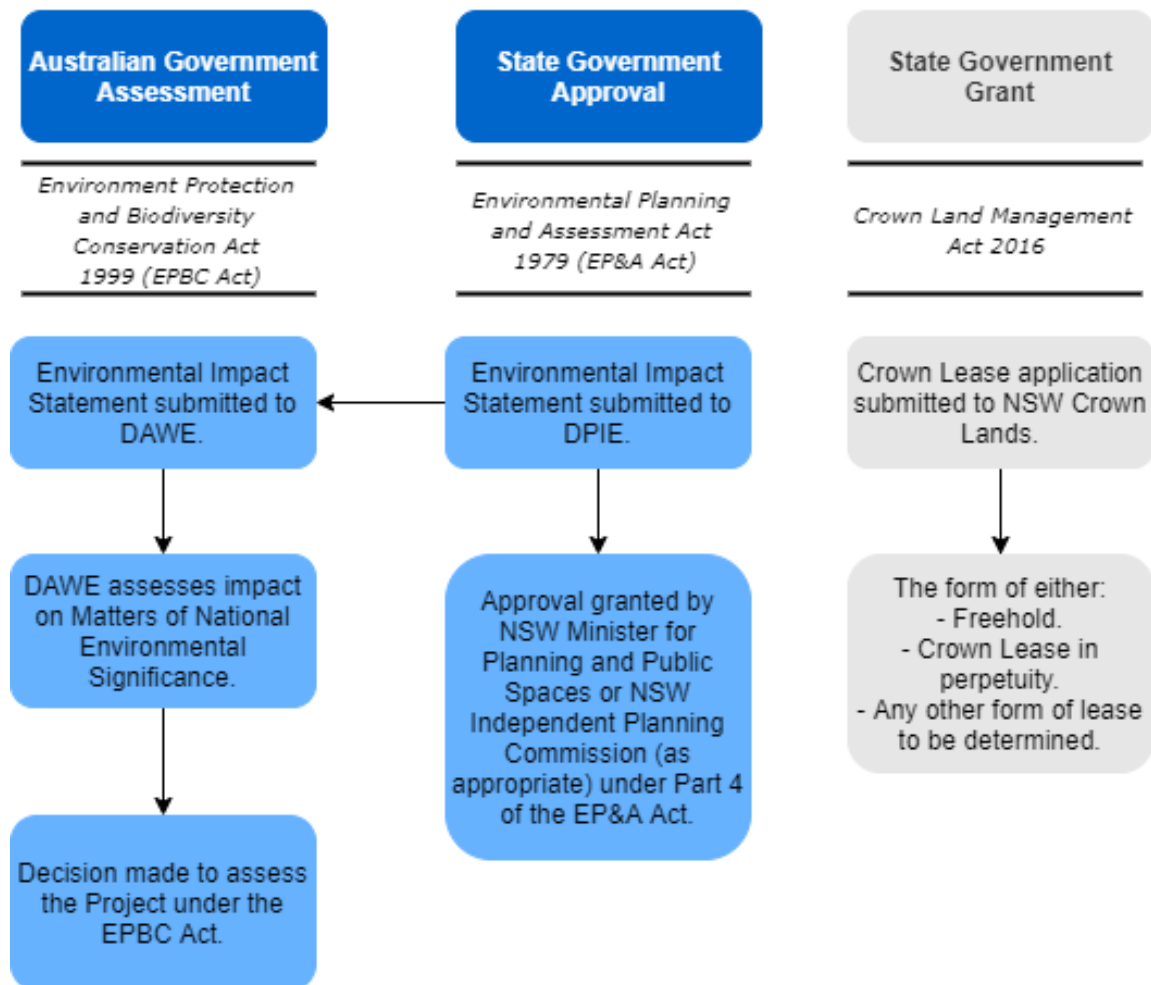 Australian Government
Assessment
State Government
Approval
State Government
Grant
Environment Protection
and Biodiversity
Conservation Act
1999 (EPBC Act)
Environmental Planning
and Assessment Act
1979 (EP&A Act)
Crown Land Management
Act 2016
Environmental Impact
Statement submitted to
DAWE.
Environmental Impact
Statement submitted to
DPIE.
Crown Lease application
submitted to NSW Crown
Lands.
DAWE assesses impact
on Matters of National
Environmental
Significance.
Approval granted by
NSW Minister for
Planning and Public
Spaces or NSW
Independent Planning
Commission (as
appropriate) under Part 4
of the EP&A Act.
The form of either:
- Freehold.
- Crown Lease in
perpetuity.
- Any other form of lease
to be determined.
Decision made to assess
the Project under the
EPBC Act.